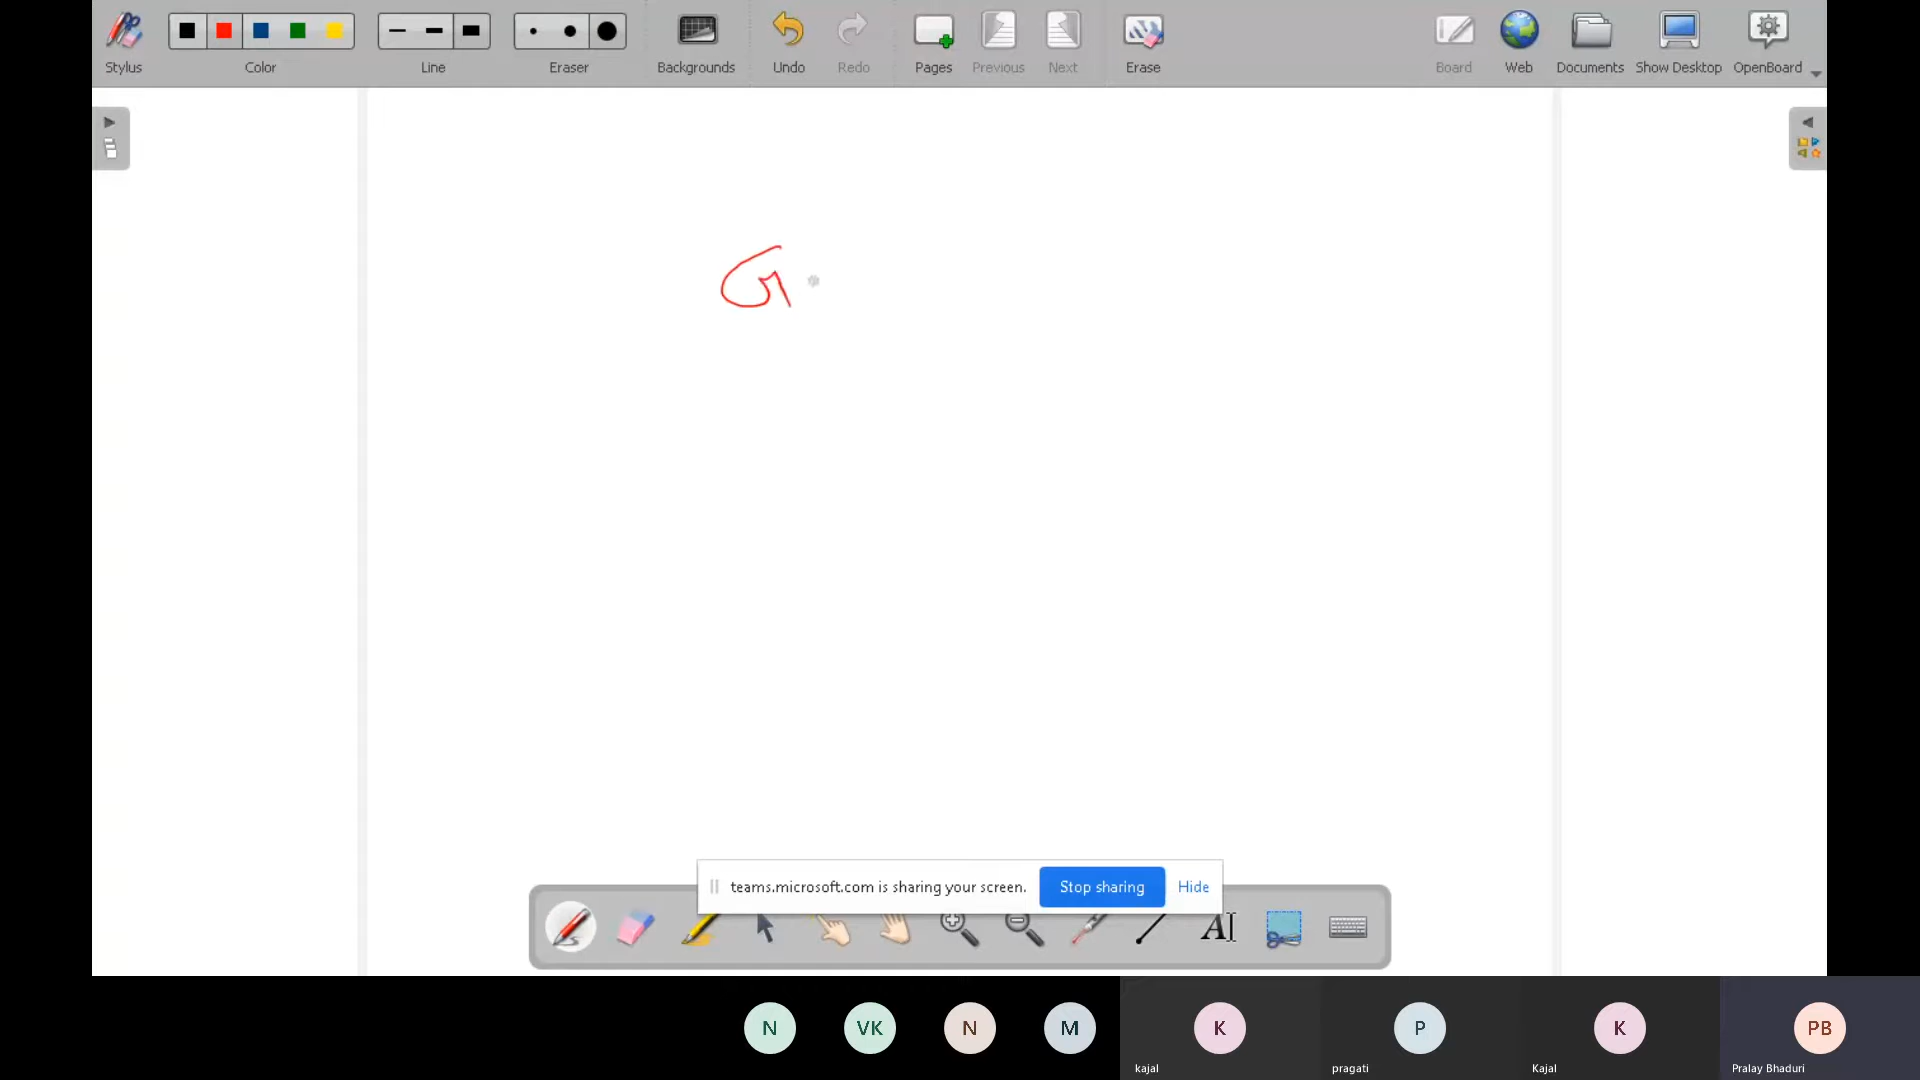 Stylus Color Line Eraser Backgrounds Undo Redo Pages Previous Next Erase Board Web Documents Show Desktop OpenBoard
G
teams.microsoft.com is sharing your screen. Stop sharing Hide
A
N VK N M K P K PB
kajal pragati Kajal Pralay Bhaduri